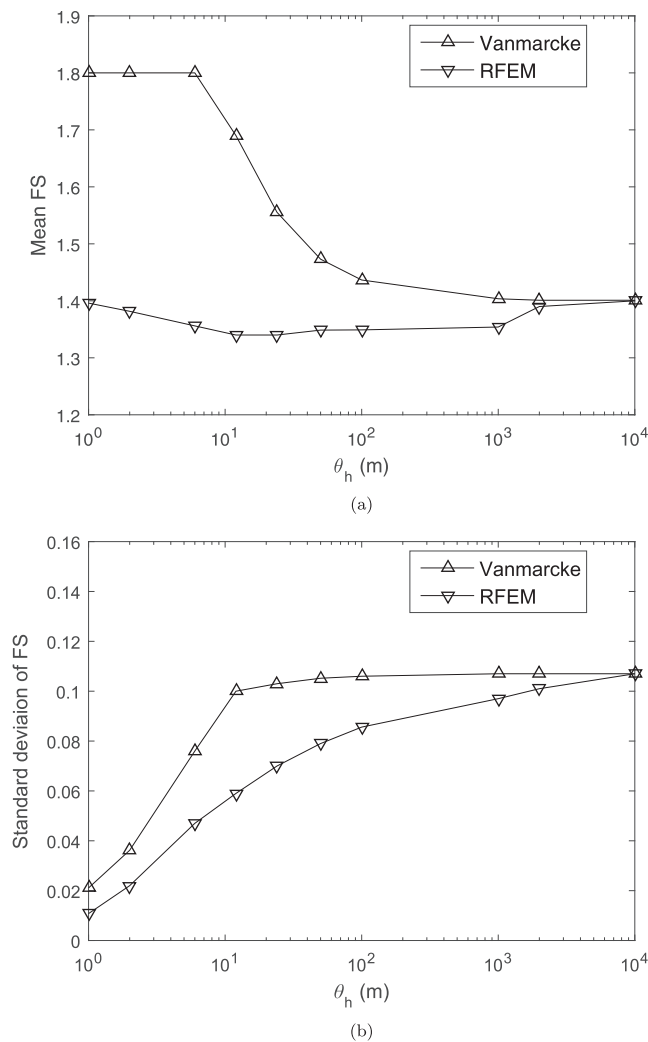 1.9
1.8
1.7
1.6
1.5
1.4
1.3
1.2
Mean FS
Vanmarcke
RFEM
10^0 10^1 10^2 10^3 10^4
θ_h (m)
(a)
0.16
0.14
0.12
0.1
0.08
0.06
0.04
0.02
0
Standard deviaion of FS
Vanmarcke
RFEM
10^0 10^1 10^2 10^3 10^4
θ_h (m)
(b)